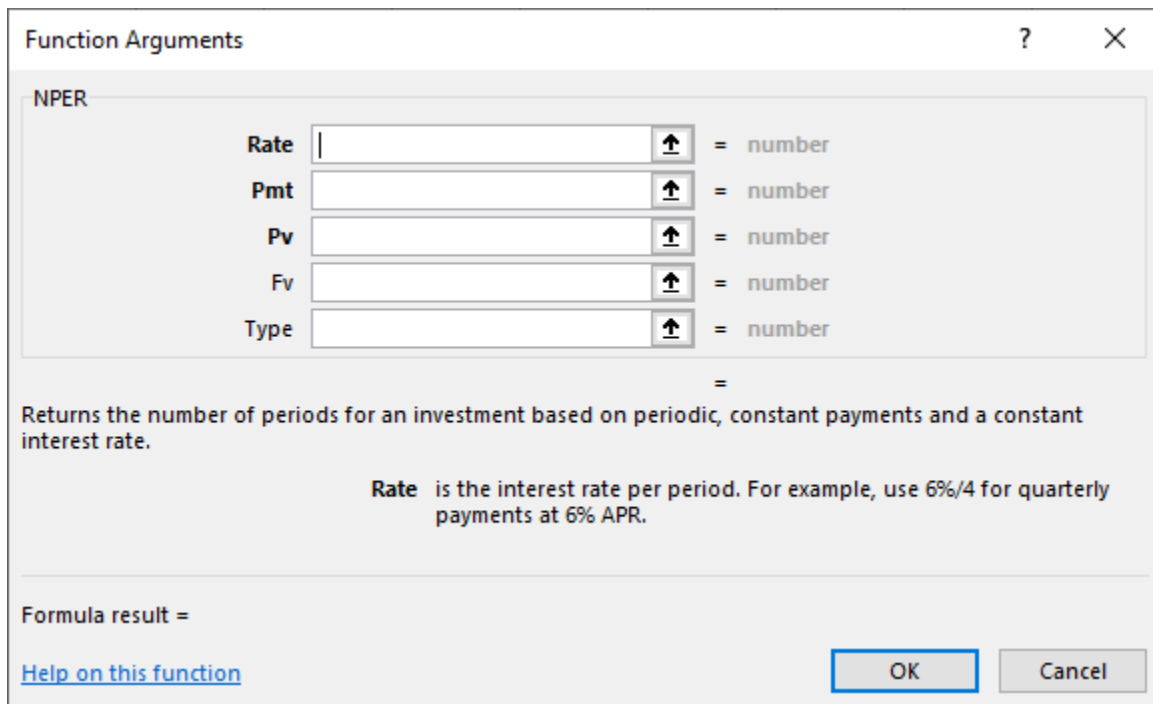 Function Arguments ?
NPER
Rate = number
Pmt = number
Pv = number
Fv = number
Type = number
=
Returns the number of periods for an investment based on periodic, constant payments and a constant
interest rate.
Rate is the interest rate per period. For example, use 6%/4 for quarterly
payments at 6% APR.
Formula result =
Help on this function OK Cancel